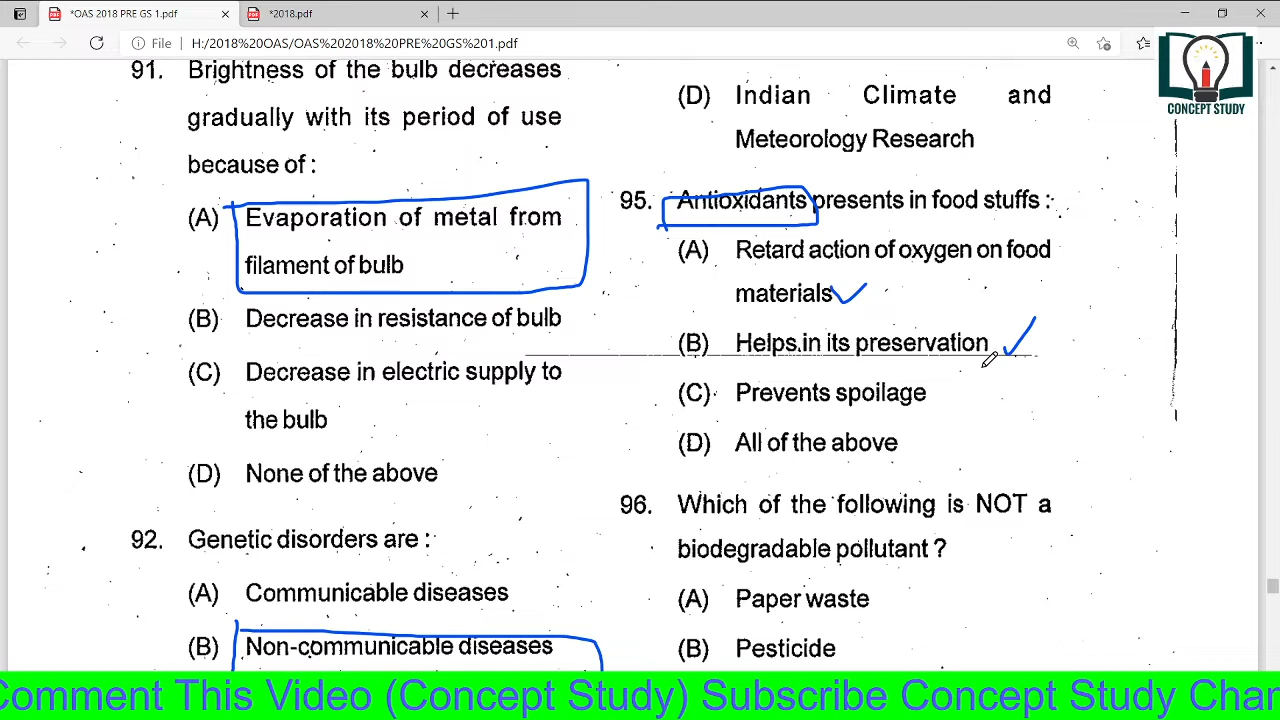 *OAS 2018 PRE GS 1.pdf
*2018.pdf
File
H:/2018%20OAS/OAS%202018%20PRE%20GS%201.pdf
CONCEPT STUDY
91. Brightness of the bulb decreases
gradually with its period of use
because of :
(A) Evaporation of metal from
filament of bulb
(B) Decrease in resistance of bulb
(C) Decrease in electric supply to
the bulb
(D) None of the above
92. Genetic disorders are :
(A) Communicable diseases
(B) Non-communicable diseases
(D) Indian Climate and
Meteorology Research
95. Antioxidants presents in food stuffs :
(A) Retard action of oxygen on food
materials
(B) Helps in its preservation
(C) Prevents spoilage
(D) All of the above
96. Which of the following is NOT a
biodegradable pollutant ?
(A) Paper waste
(B) Pesticide
Comment This Video (Concept Study) Subscribe Concept Study Chan